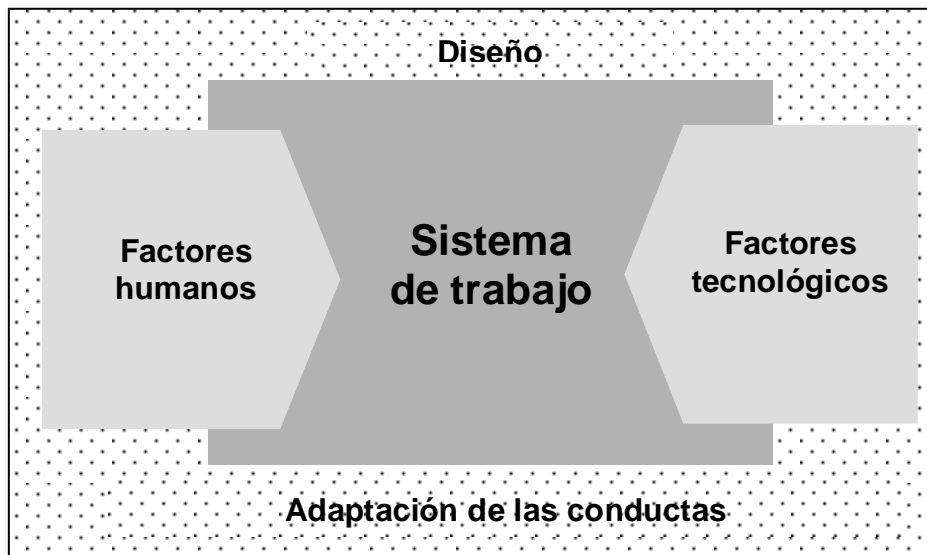 Diseño
Factores
humanos
Sistema
de trabajo
Factores
tecnológicos
Adaptación de las conductas